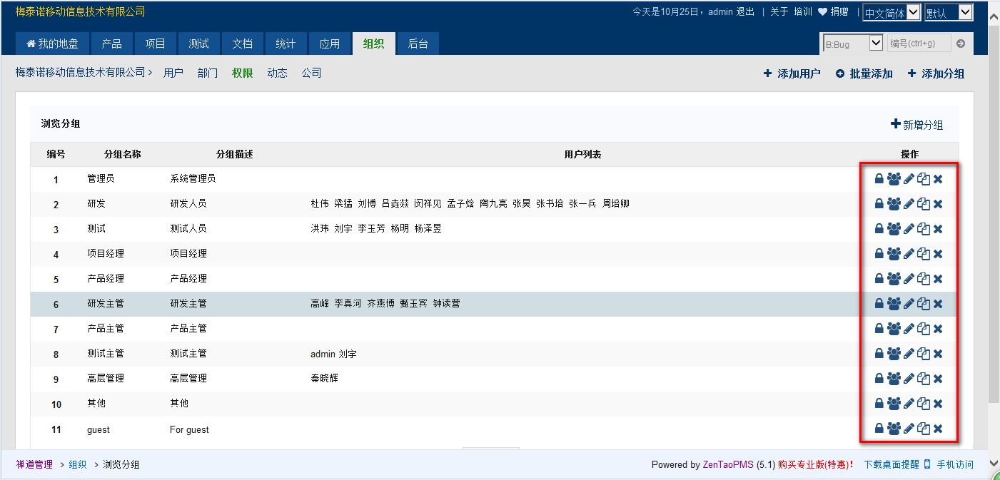 梅泰诺移动信息技术有限公司 今天是10月25日，admin 退出 | 关于 培训 捐赠 | 中文简体 默认
我的地盘 产品 项目 测试 文档 统计 应用 组织 后台 B:Bug 编号(ctrl+g)
梅泰诺移动信息技术有限公司 > 用户 部门 权限 动态 公司 + 添加用户 批量添加 + 添加分组
浏览分组 +新增分组
编号 分组名称 分组描述 用户列表 操作
1 管理员 系统管理员
2 研发 研发人员 杜伟 梁猛 刘博 吕垚燚 闵祥见 孟子焓 陶九亮 张昊 张书培 张一兵 周培卿
3 测试 测试人员 洪玮 刘宇 李玉芳 杨明 杨泽昱
4 项目经理 项目经理
5 产品经理 产品经理
6 研发主管 研发主管 高峰 李真河 齐燕博 甄玉宾 钟读营
7 产品主管 产品主管
8 测试主管 测试主管 admin 刘宇
9 高层管理 高层管理 秦晓辉
10 其他 其他
11 guest For guest
禅道管理 > 组织 > 浏览分组 Powered by ZenTaoPMS (5.1) 购买专业版(特惠)! 下载桌面提醒 手机访问